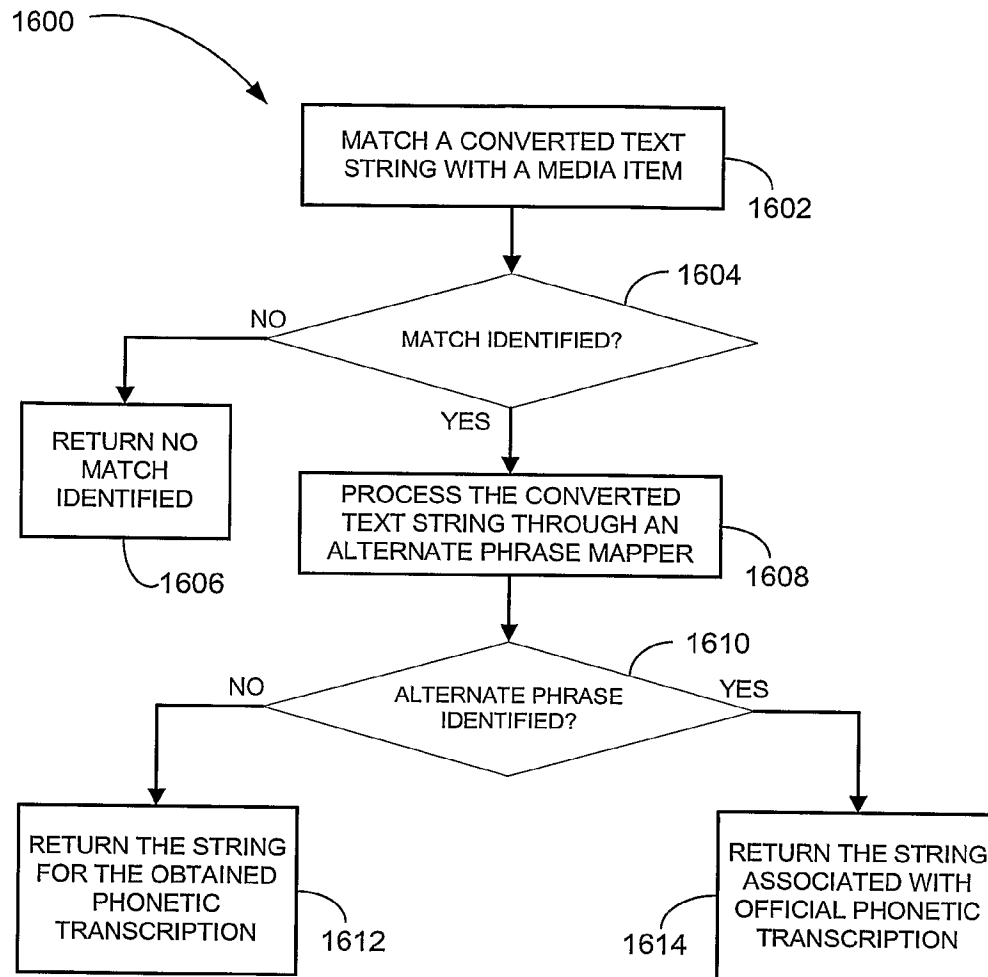 1600
MATCH A CONVERTED TEXT
STRING WITH A MEDIA ITEM
1602
1604
NO
MATCH IDENTIFIED?
YES
RETURN NO
MATCH
IDENTIFIED
1606
PROCESS THE CONVERTED
TEXT STRING THROUGH AN
ALTERNATE PHRASE MAPPER
1608
1610
NO
ALTERNATE PHRASE
IDENTIFIED?
YES
RETURN THE STRING
FOR THE OBTAINED
PHONETIC
TRANSCRIPTION
1612
RETURN THE STRING
ASSOCIATED WITH
OFFICIAL PHONETIC
TRANSCRIPTION
1614